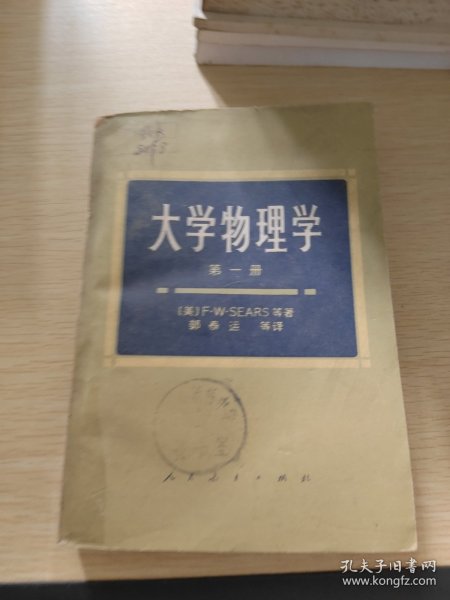 大学物理学
第一册
〔美〕F·W·SEARS 等著
郭泰运 等译
孔夫子旧书网
www.kongfz.com